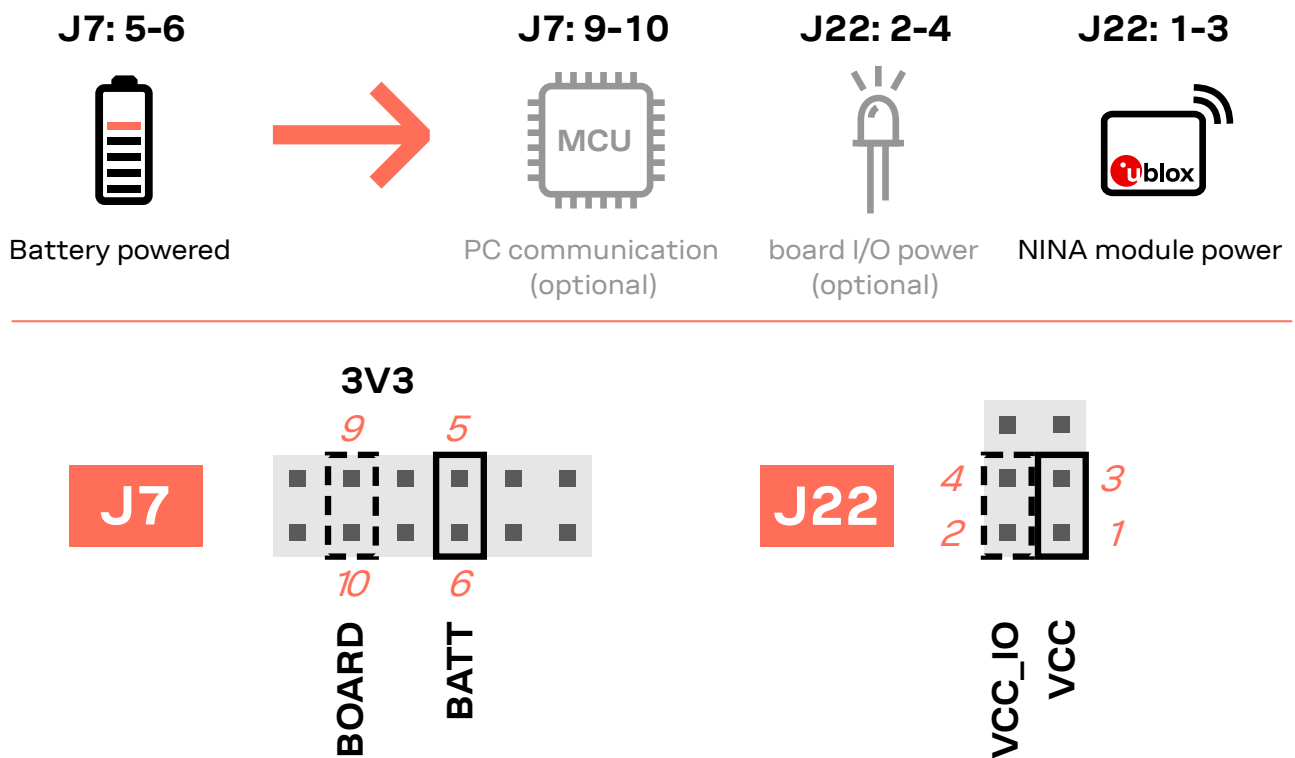 J7: 5-6
J7: 9-10
J22: 2-4
J22: 1-3
MCU
ublox
Battery powered
PC communication
(optional)
board I/O power
(optional)
NINA module power
3V3
9
5
J7
10
6
BOARD
BATT
J22
4
3
2
1
VCC_IO
VCC